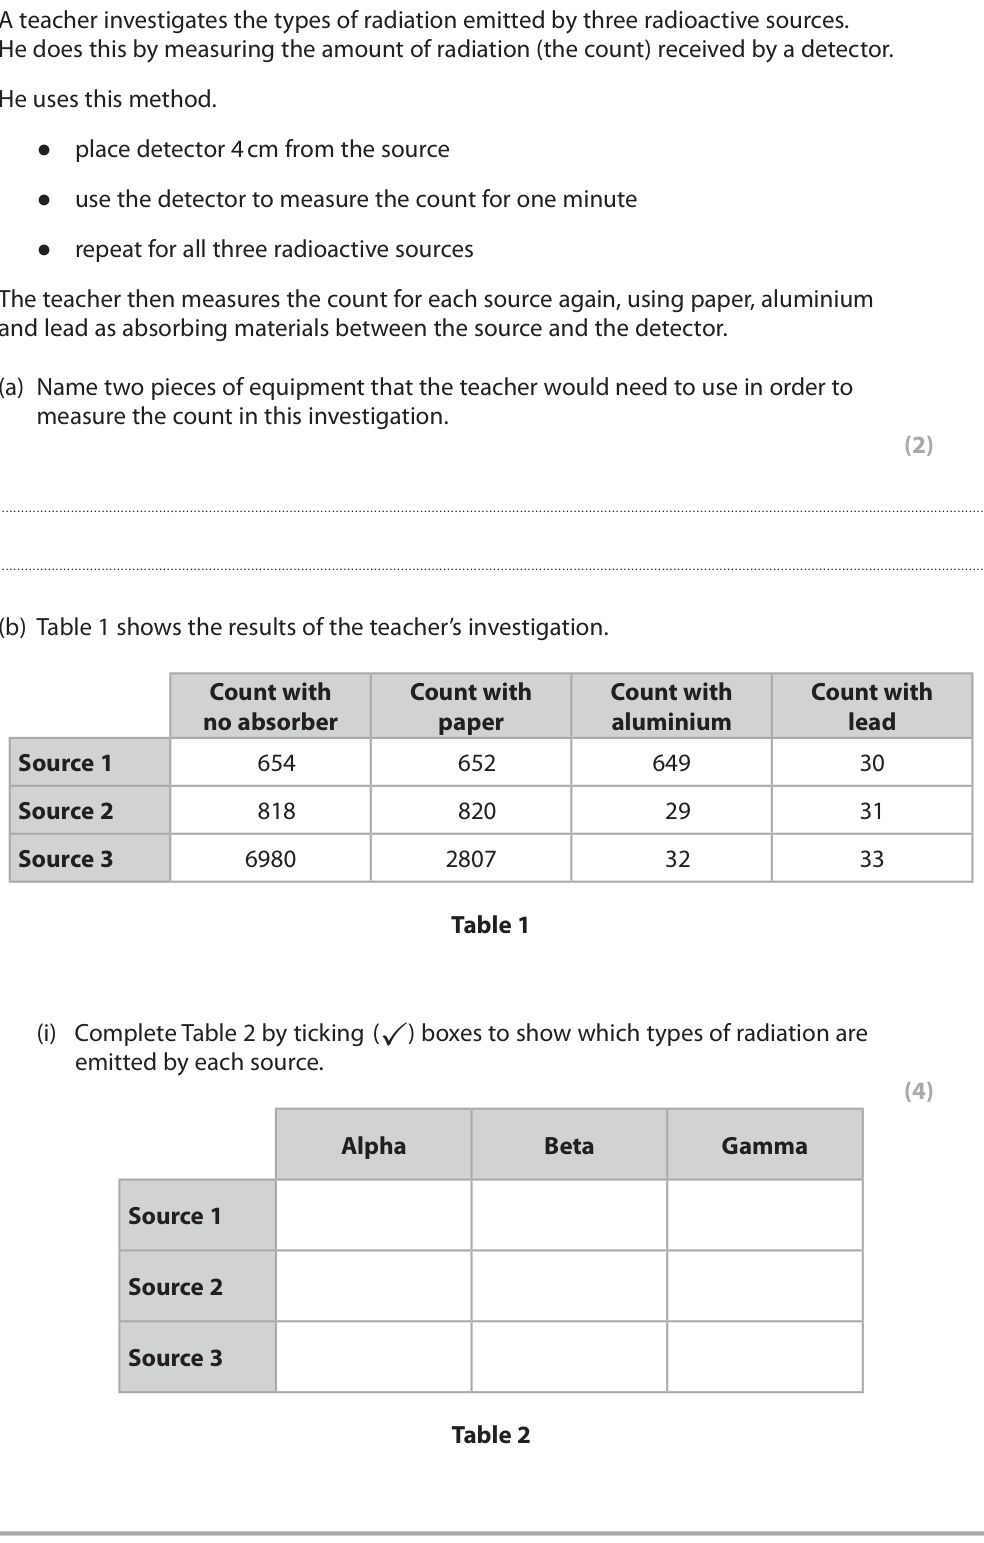 A teacher investigates the types of radiation emitted by three radioactive sources.
He does this by measuring the amount of radiation (the count) received by a detector.
He uses this method.
● place detector 4 cm from the source
● use the detector to measure the count for one minute
● repeat for all three radioactive sources
The teacher then measures the count for each source again, using paper, aluminium
and lead as absorbing materials between the source and the detector.
(a) Name two pieces of equipment that the teacher would need to use in order to
measure the count in this investigation.
(2)
(b) Table 1 shows the results of the teacher's investigation.
Count with no absorber Count with paper Count with aluminium Count with lead
Source 1 654 652 649 30
Source 2 818 820 29 31
Source 3 6980 2807 32 33
Table 1
(i) Complete Table 2 by ticking (✓) boxes to show which types of radiation are
emitted by each source.
(4)
Alpha Beta Gamma
Source 1
Source 2
Source 3
Table 2